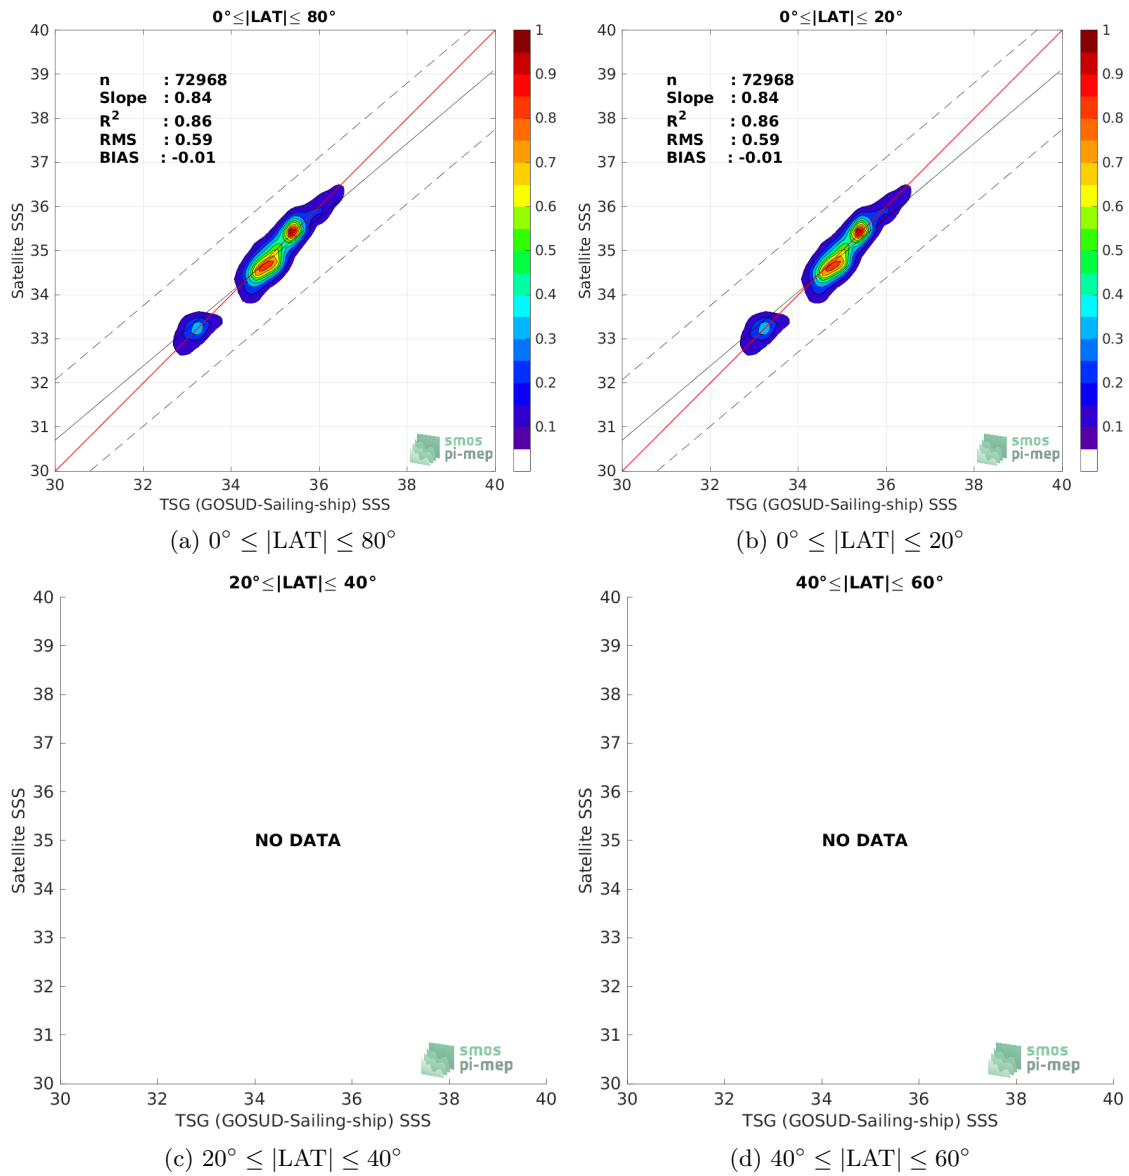 0°≤|LAT|≤ 80°
40
39
38
37
36
35
34
33
32
31
30
30
32
34
36
38
40
Satellite SSS
TSG (GOSUD-Sailing-ship) SSS
n : 72968
Slope : 0.84
R² : 0.86
RMS : 0.59
BIAS : -0.01
1
0.9
0.8
0.7
0.6
0.5
0.4
0.3
0.2
0.1
smos
pi-mep
(a) 0° ≤ |LAT| ≤ 80°
0°≤|LAT|≤ 20°
40
39
38
37
36
35
34
33
32
31
30
30
32
34
36
38
40
Satellite SSS
TSG (GOSUD-Sailing-ship) SSS
n : 72968
Slope : 0.84
R² : 0.86
RMS : 0.59
BIAS : -0.01
1
0.9
0.8
0.7
0.6
0.5
0.4
0.3
0.2
0.1
smos
pi-mep
(b) 0° ≤ |LAT| ≤ 20°
20°≤|LAT|≤ 40°
40
39
38
37
36
35
34
33
32
31
30
30
32
34
36
38
40
Satellite SSS
TSG (GOSUD-Sailing-ship) SSS
NO DATA
smos
pi-mep
(c) 20° ≤ |LAT| ≤ 40°
40°≤|LAT|≤ 60°
40
39
38
37
36
35
34
33
32
31
30
30
32
34
36
38
40
Satellite SSS
TSG (GOSUD-Sailing-ship) SSS
NO DATA
smos
pi-mep
(d) 40° ≤ |LAT| ≤ 60°